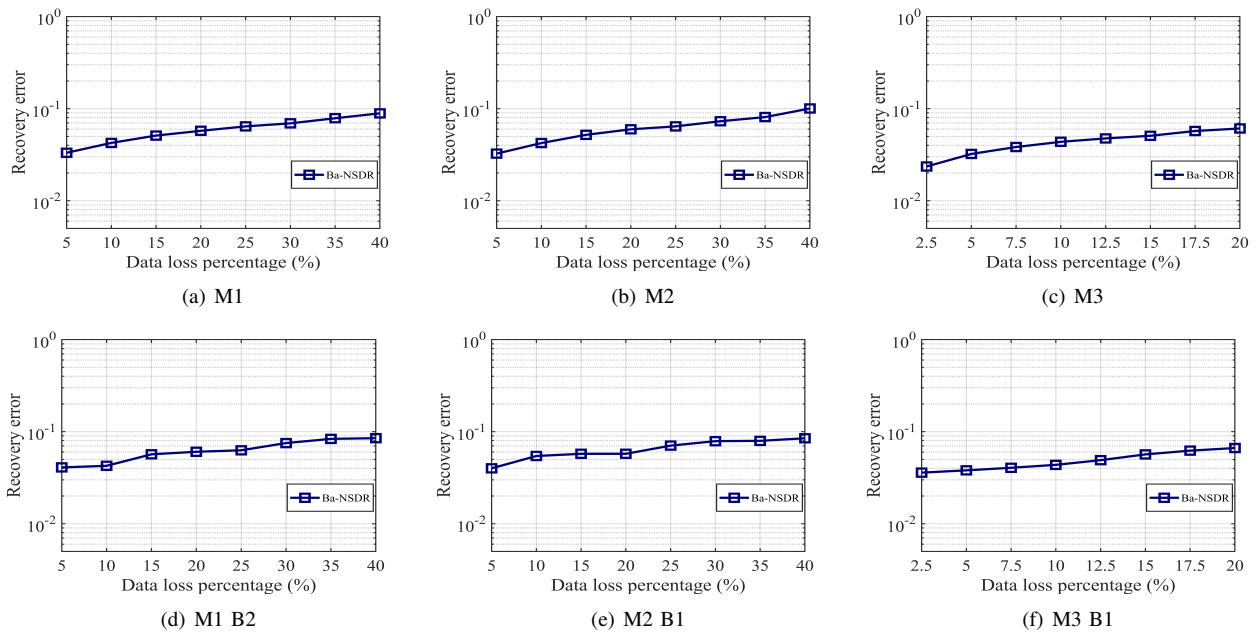 10^0
10^-1
10^-2
Recovery error
Ba-NSDR
5 10 15 20 25 30 35 40
Data loss percentage (%)
(a) M1
10^0
10^-1
10^-2
Recovery error
Ba-NSDR
5 10 15 20 25 30 35 40
Data loss percentage (%)
(b) M2
10^0
10^-1
10^-2
Recovery error
Ba-NSDR
2.5 5 7.5 10 12.5 15 17.5 20
Data loss percentage (%)
(c) M3
10^0
10^-1
10^-2
Recovery error
Ba-NSDR
5 10 15 20 25 30 35 40
Data loss percentage (%)
(d) M1 B2
10^0
10^-1
10^-2
Recovery error
Ba-NSDR
5 10 15 20 25 30 35 40
Data loss percentage (%)
(e) M2 B1
10^0
10^-1
10^-2
Recovery error
Ba-NSDR
2.5 5 7.5 10 12.5 15 17.5 20
Data loss percentage (%)
(f) M3 B1